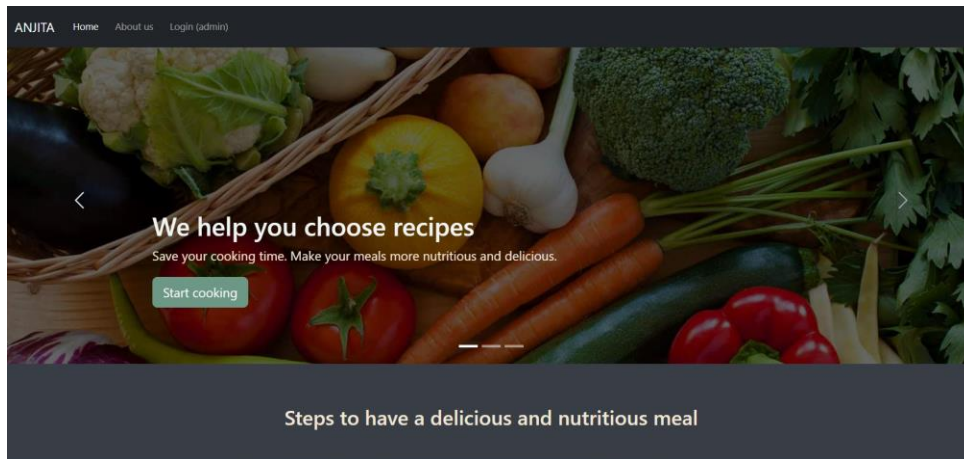 ANJITA Home About us Login (admin)
We help you choose recipes
Save your cooking time. Make your meals more nutritious and delicious.
Start cooking
Steps to have a delicious and nutritious meal